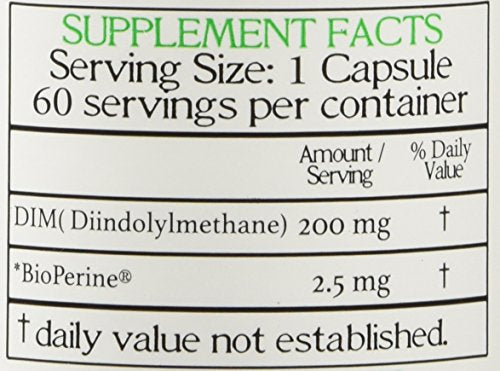 SUPPLEMENT FACTS
Serving Size: 1 Capsule
60 servings per container
Amount / Serving
% Daily Value
DIM( Diindolylmethane) 200 mg †
*BioPerine® 2.5 mg †
† daily value not established.